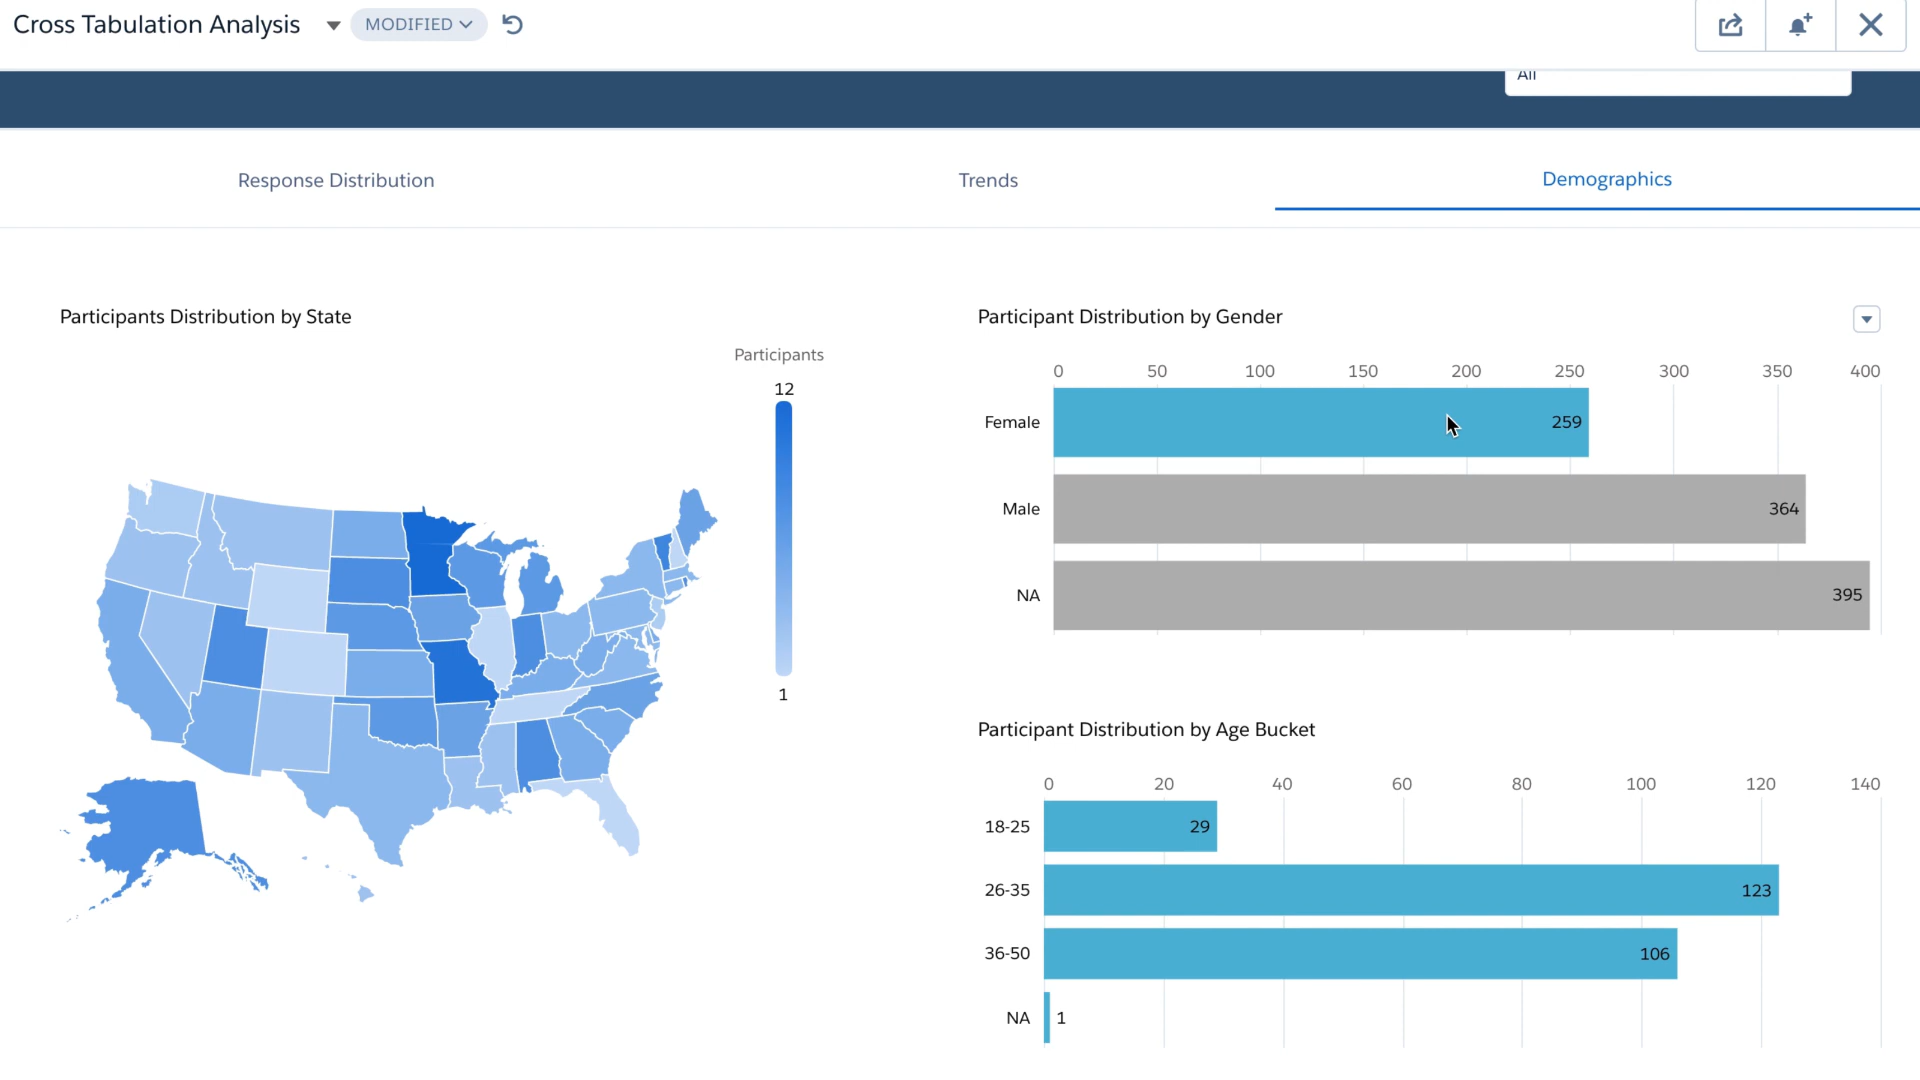 Cross Tabulation Analysis
MODIFIED
All
Response Distribution
Trends
Demographics
Participants Distribution by State
Participants
12
1
Participant Distribution by Gender
0 50 100 150 200 250 300 350 400
Female 259
Male 364
NA 395
Participant Distribution by Age Bucket
0 20 40 60 80 100 120 140
18-25 29
26-35 123
36-50 106
NA 1